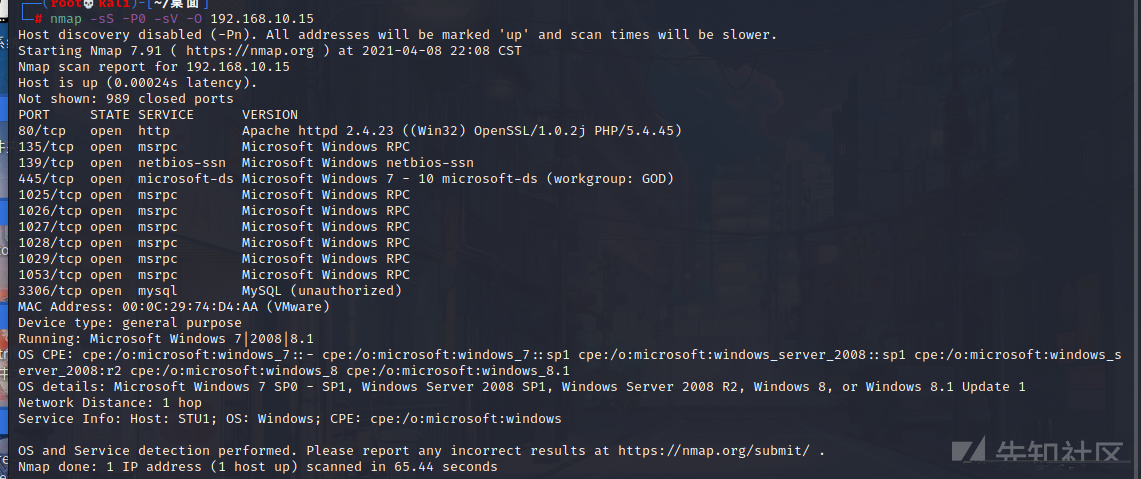 (root💀kali)-[~/桌面]
# nmap -sS -P0 -sV -O 192.168.10.15
Host discovery disabled (-Pn). All addresses will be marked 'up' and scan times will be slower.
Starting Nmap 7.91 ( https://nmap.org ) at 2021-04-08 22:08 CST
Nmap scan report for 192.168.10.15
Host is up (0.00024s latency).
Not shown: 989 closed ports
PORT     STATE SERVICE      VERSION
80/tcp   open  http         Apache httpd 2.4.23 ((Win32) OpenSSL/1.0.2j PHP/5.4.45)
135/tcp  open  msrpc        Microsoft Windows RPC
139/tcp  open  netbios-ssn  Microsoft Windows netbios-ssn
445/tcp  open  microsoft-ds Microsoft Windows 7 - 10 microsoft-ds (workgroup: GOD)
1025/tcp open  msrpc        Microsoft Windows RPC
1026/tcp open  msrpc        Microsoft Windows RPC
1027/tcp open  msrpc        Microsoft Windows RPC
1028/tcp open  msrpc        Microsoft Windows RPC
1029/tcp open  msrpc        Microsoft Windows RPC
1053/tcp open  msrpc        Microsoft Windows RPC
3306/tcp open  mysql        MySQL (unauthorized)
MAC Address: 00:0C:29:74:D4:AA (VMware)
Device type: general purpose
Running: Microsoft Windows 7|2008|8.1
OS CPE: cpe:/o:microsoft:windows_7::- cpe:/o:microsoft:windows_7::sp1 cpe:/o:microsoft:windows_server_2008::sp1 cpe:/o:microsoft:windows_s
erver_2008:r2 cpe:/o:microsoft:windows_8 cpe:/o:microsoft:windows_8.1
OS details: Microsoft Windows 7 SP0 - SP1, Windows Server 2008 SP1, Windows Server 2008 R2, Windows 8, or Windows 8.1 Update 1
Network Distance: 1 hop
Service Info: Host: STU1; OS: Windows; CPE: cpe:/o:microsoft:windows
OS and Service detection performed. Please report any incorrect results at https://nmap.org/submit/ .
Nmap done: 1 IP address (1 host up) scanned in 65.44 seconds
先知社区